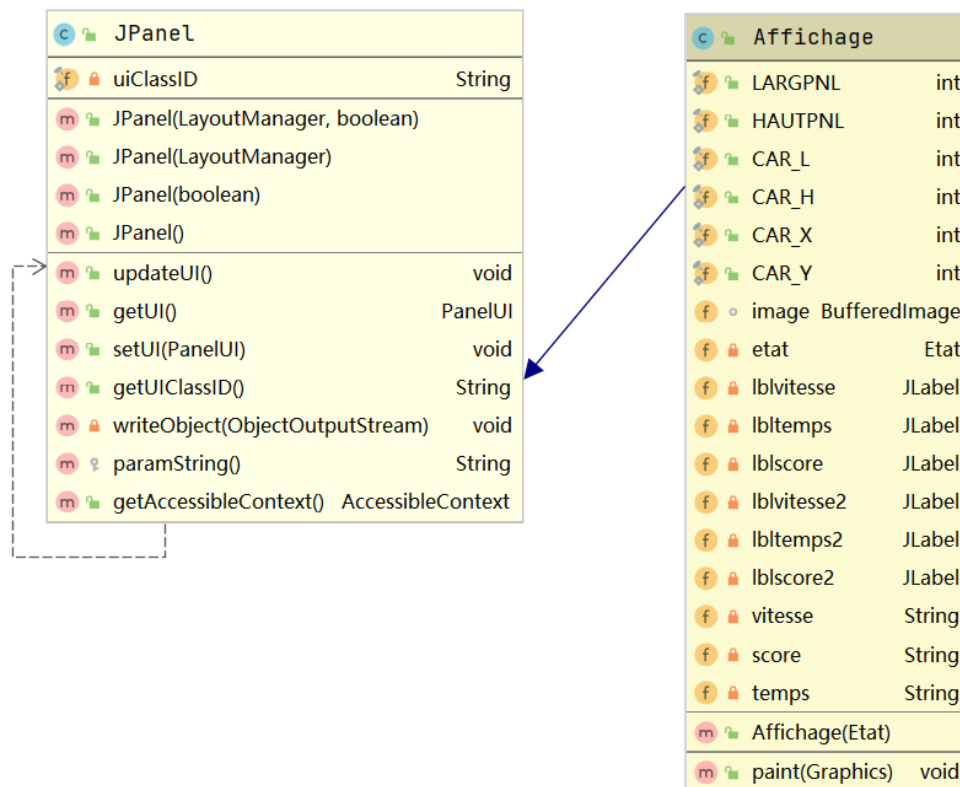 JPanel
uiClassID String
JPanel(LayoutManager, boolean)
JPanel(LayoutManager)
JPanel(boolean)
JPanel()
updateUI() void
getUI() PanelUI
setUI(PanelUI) void
getUIClassID() String
writeObject(ObjectOutputStream) void
paramString() String
getAccessibleContext() AccessibleContext
Affichage
LARGPNL int
HAUTPNL int
CAR_L int
CAR_H int
CAR_X int
CAR_Y int
image BufferedImage
etat Etat
lblvitesse JLabel
lbltemps JLabel
lblscore JLabel
lblvitesse2 JLabel
lbltemps2 JLabel
lblscore2 JLabel
vitesse String
score String
temps String
Affichage(Etat)
paint(Graphics) void